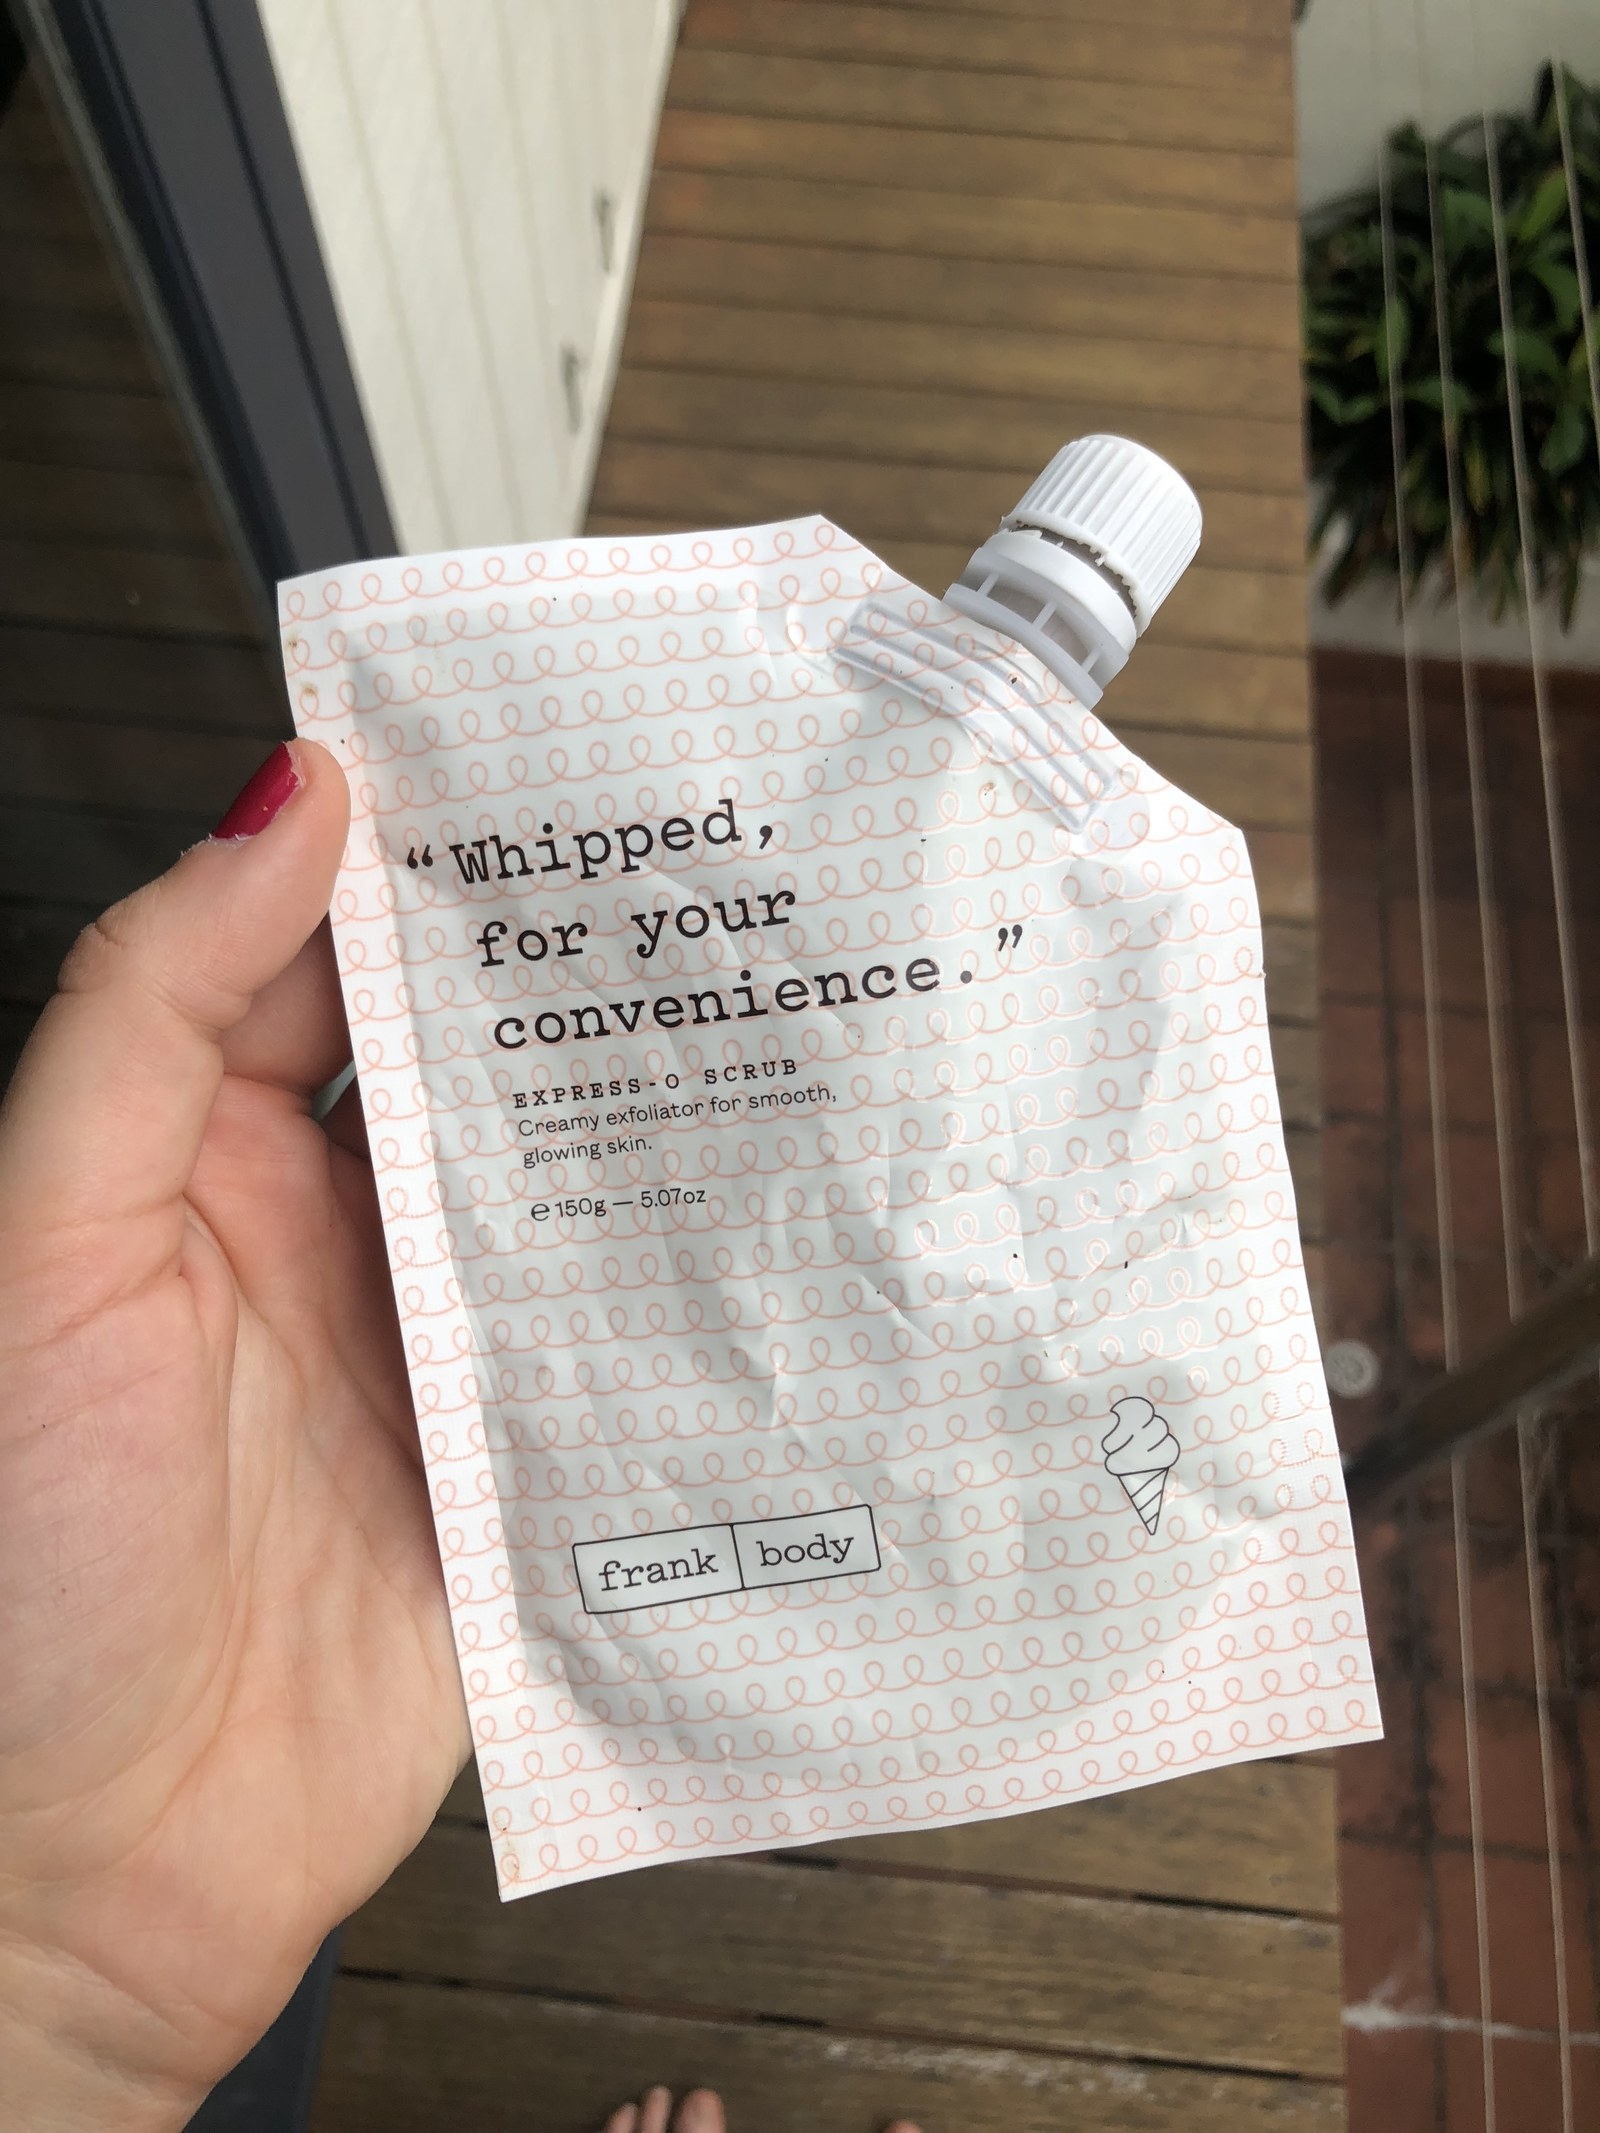 “Whipped,
for your
convenience.”
EXPRESS-O SCRUB
Creamy exfoliator for smooth,
glowing skin.
℮ 150g — 5.07oz
frank body